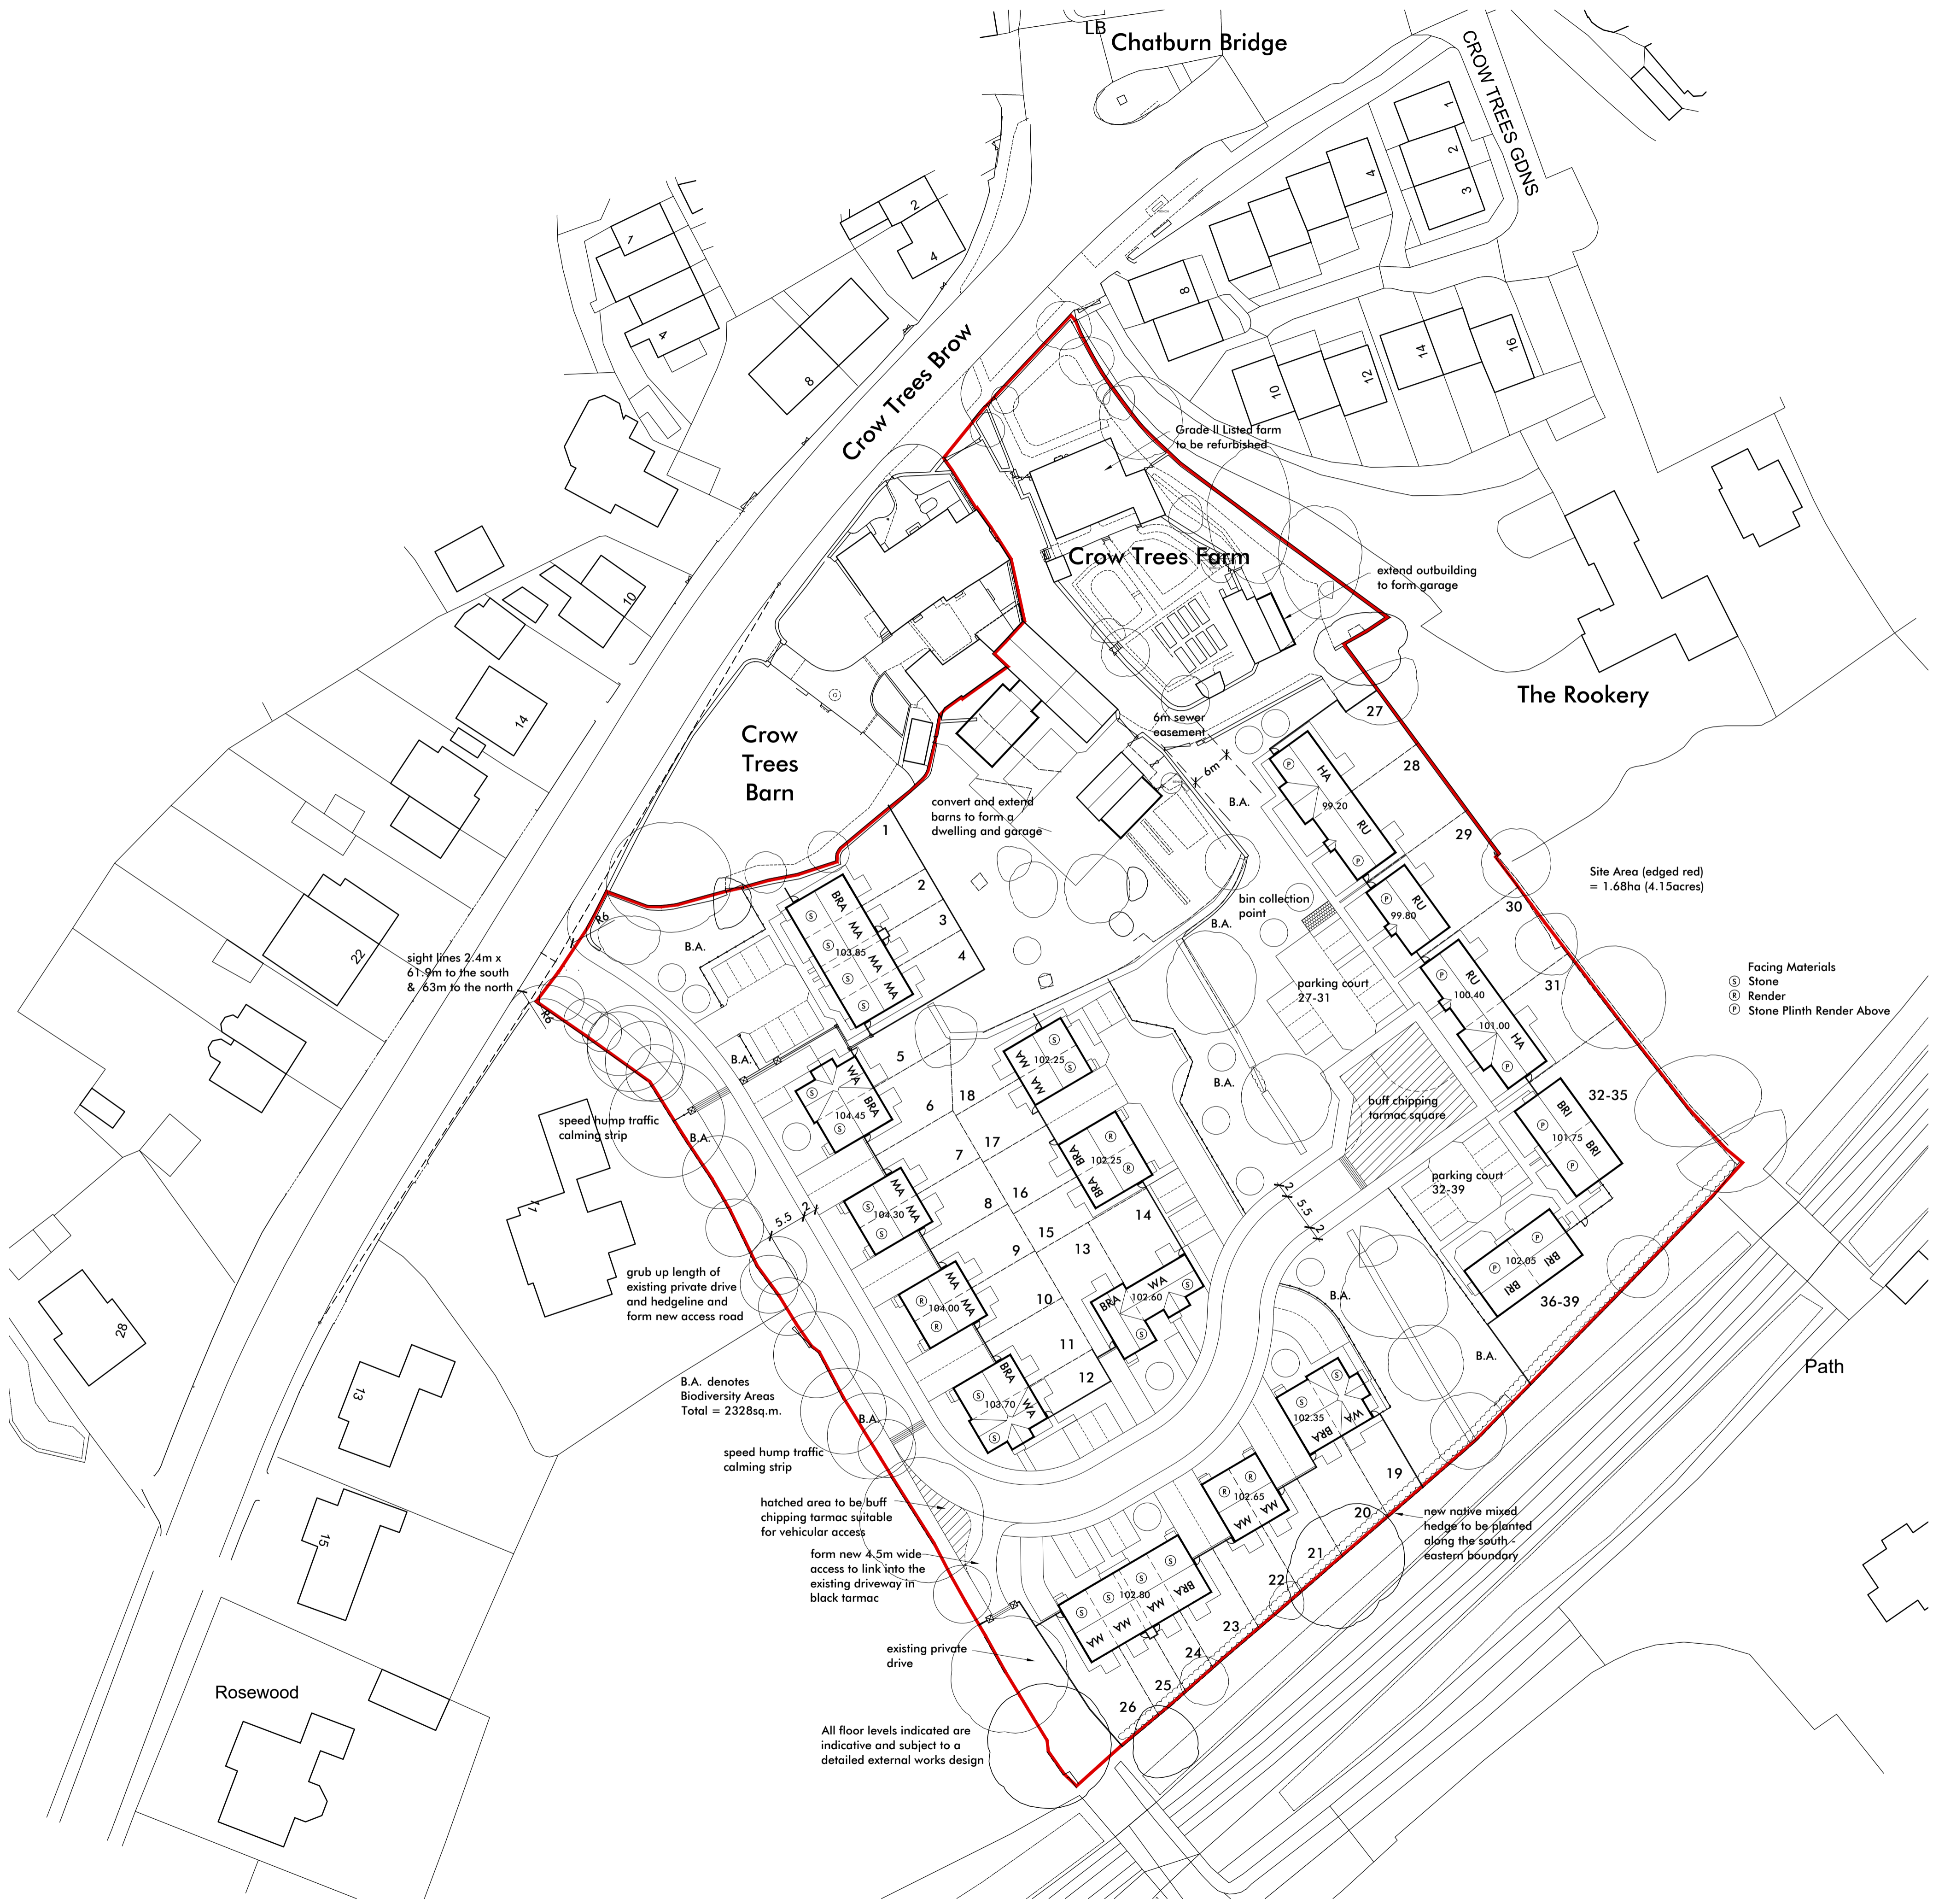 LB
Chatburn Bridge
CROW TREES GDNS
1
2
3
4
8
10
12
14
16
1
4
2
4
8
Crow Trees Brow
Grade II Listed farm
to be refurbished
Crow Trees Farm
extend outbuilding
to form garage
10
14
22
28
The Rookery
Crow
Trees
Barn
6m sewer
easement
6m
B.A.
convert and extend
barns to form a
dwelling and garage
bin collection
point
B.A.
parking court
27-31
Site Area (edged red)
= 1.68ha (4.15acres)
Facing Materials
S Stone
R Render
P Stone Plinth Render Above
27
28
29
30
31
32-35
36-39
P
HA
99.20
RU
P
P
RU
99.80
P
RU
100.40
101.00
HA
P
BRI
P
101.75
BRI
P
P
BRI
102.05
P
BRI
buff chipping
tarmac square
parking court
32-39
B.A.
2
5.5
2
B.A.
B.A.
Path
sight lines 2.4m x
61.9m to the south
& 63m to the north
R6
R6
B.A.
1
2
3
4
BRA
S
MA
S
103.85
MA
S
MA
S
B.A.
5
6
7
8
9
10
11
12
13
14
15
16
17
18
S
WA
104.45
BRA
S
MA
S
104.30
MA
S
MA
R
104.00
MA
R
BRA
S
103.70
WA
S
S
MA
102.25
S
MA
R
BRA
102.25
R
BRA
WA
S
BRA
102.60
S
speed hump traffic
calming strip
B.A.
5.5
2
11
grub up length of
existing private drive
and hedgeline and
form new access road
B.A. denotes
Biodiversity Areas
Total = 2328sq.m.
B.A.
speed hump traffic
calming strip
hatched area to be buff
chipping tarmac suitable
for vehicular access
form new 4.5m wide
access to link into the
existing driveway in
black tarmac
existing private
drive
All floor levels indicated are
indicative and subject to a
detailed external works design
S
102.35
WA
S
BRA
R
R
102.65
MA
MA
S
S
S
102.80
S
BRA
MA
MA
MA
19
20
21
22
23
24
25
26
new native mixed
hedge to be planted
along the south -
eastern boundary
13
15
Rosewood